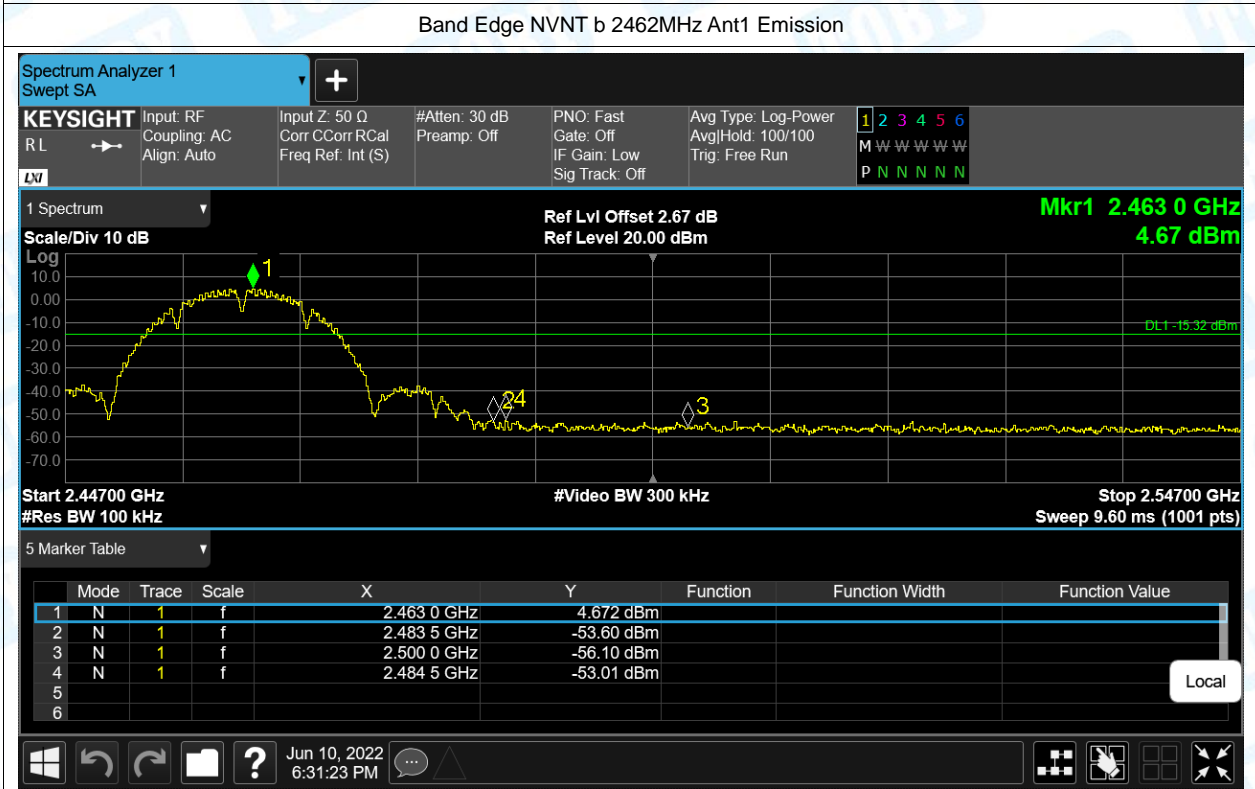 Band Edge NVNT b 2462MHz Ant1 Emission
Spectrum Analyzer 1
Swept SA
KEYSIGHT
R L
LXI
Input: RF
Coupling: AC
Align: Auto
Input Z: 50 Ω
Corr CCorr RCal
Freq Ref: Int (S)
#Atten: 30 dB
Preamp: Off
PNO: Fast
Gate: Off
IF Gain: Low
Sig Track: Off
Avg Type: Log-Power
Avg|Hold: 100/100
Trig: Free Run
1 2 3 4 5 6
M W W W W W
P N N N N N
1 Spectrum
Scale/Div 10 dB
Ref Lvl Offset 2.67 dB
Ref Level 20.00 dBm
Mkr1 2.463 0 GHz
4.67 dBm
Log
10.0
0.00
-10.0
-20.0
-30.0
-40.0
-50.0
-60.0
-70.0
1
24
3
DL1 -15.32 dBm
Start 2.44700 GHz
#Video BW 300 kHz
Stop 2.54700 GHz
#Res BW 100 kHz
Sweep 9.60 ms (1001 pts)
5 Marker Table
Mode Trace Scale X Y Function Function Width Function Value
1 N 1 f 2.463 0 GHz 4.672 dBm
2 N 1 f 2.483 5 GHz -53.60 dBm
3 N 1 f 2.500 0 GHz -56.10 dBm
4 N 1 f 2.484 5 GHz -53.01 dBm
5
6
Local
?
Jun 10, 2022
6:31:23 PM